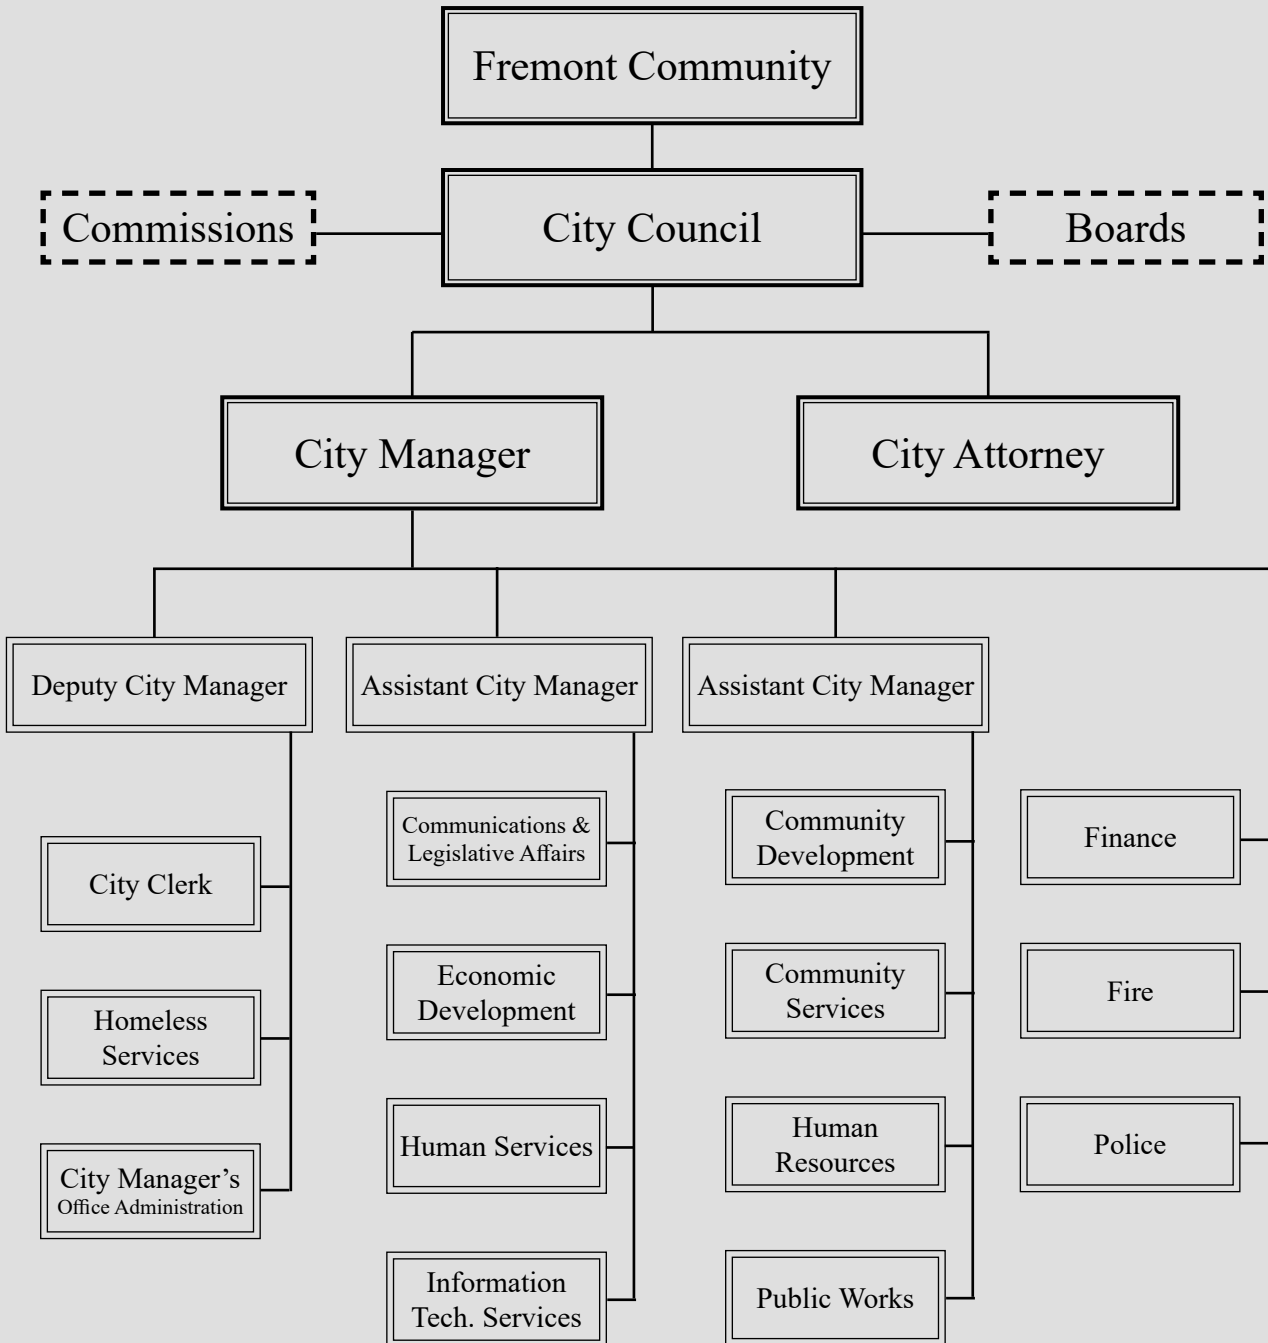 Fremont Community
Commissions
City Council
Boards
City Manager
City Attorney
Deputy City Manager
Assistant City Manager
Assistant City Manager
City Clerk
Homeless
Services
City Manager’s
Office Administration
Communications &
Legislative Affairs
Economic
Development
Human Services
Information
Tech. Services
Community
Development
Community
Services
Human
Resources
Public Works
Finance
Fire
Police